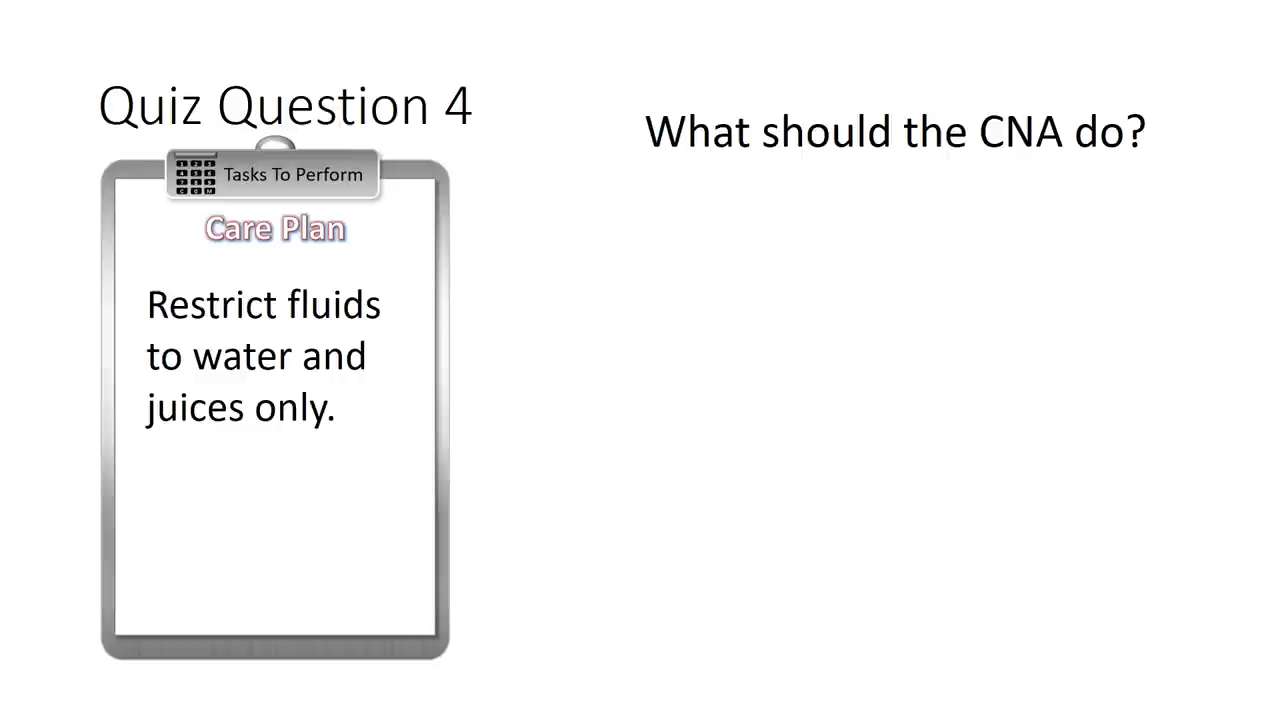 Quiz Question 4
What should the CNA do?
Tasks To Perform
Care Plan
Restrict fluids
to water and
juices only.